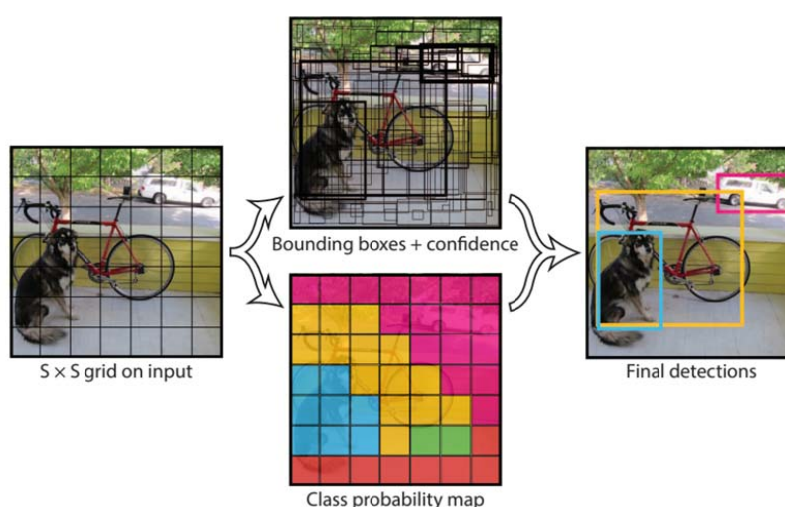 S × S grid on input
Bounding boxes + confidence
Class probability map
Final detections